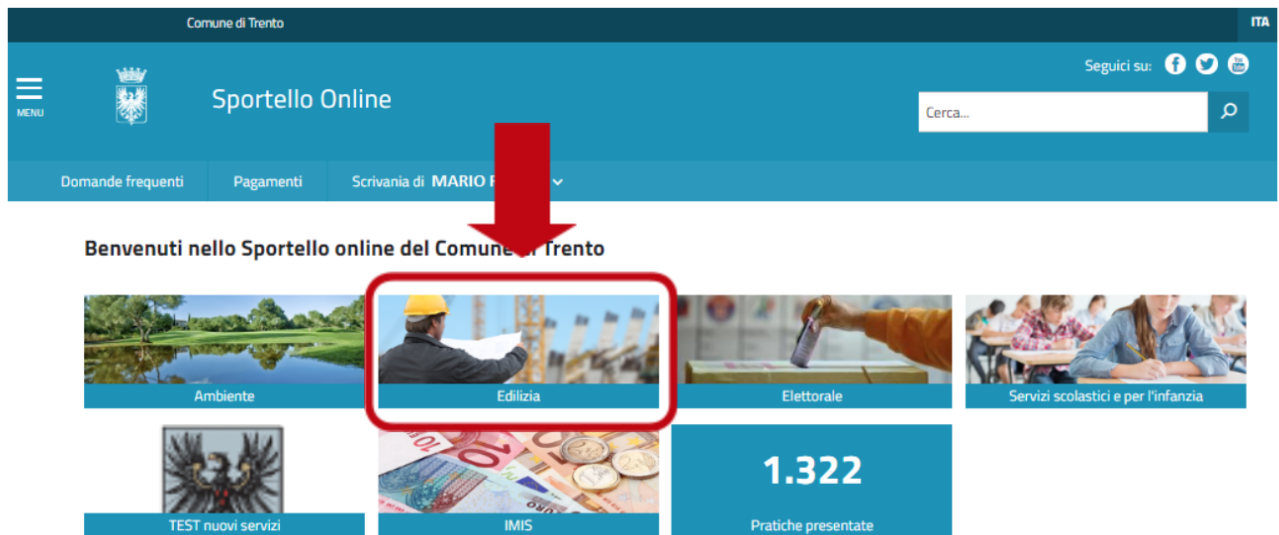 Comune di Trento
ITA
Seguici su:
MENU
Sportello Online
Cerca...
Domande frequenti
Pagamenti
Scrivania di MARIO
Benvenuti nello Sportello online del Comune di Trento
Ambiente
Edilizia
Elettorale
Servizi scolastici e per l'infanzia
1.322
TEST nuovi servizi
IMIS
Pratiche presentate